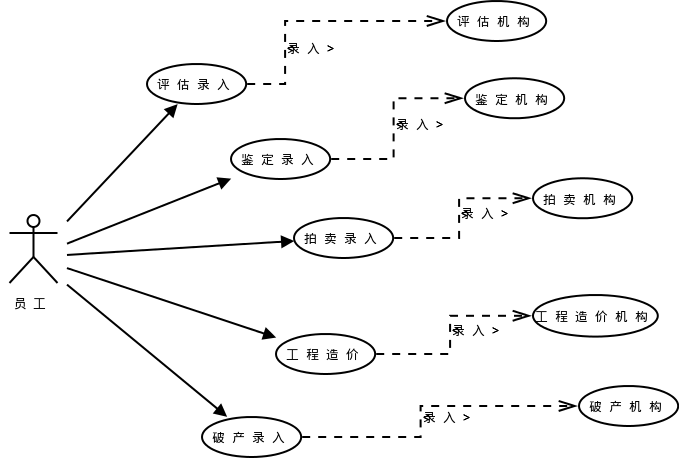 评估机构
录入>
评估录入
鉴定机构
录入>
鉴定录入
拍卖机构
录入>
拍卖录入
员工
工程造价机构
录入>
工程造价
破产机构
录入>
破产录入